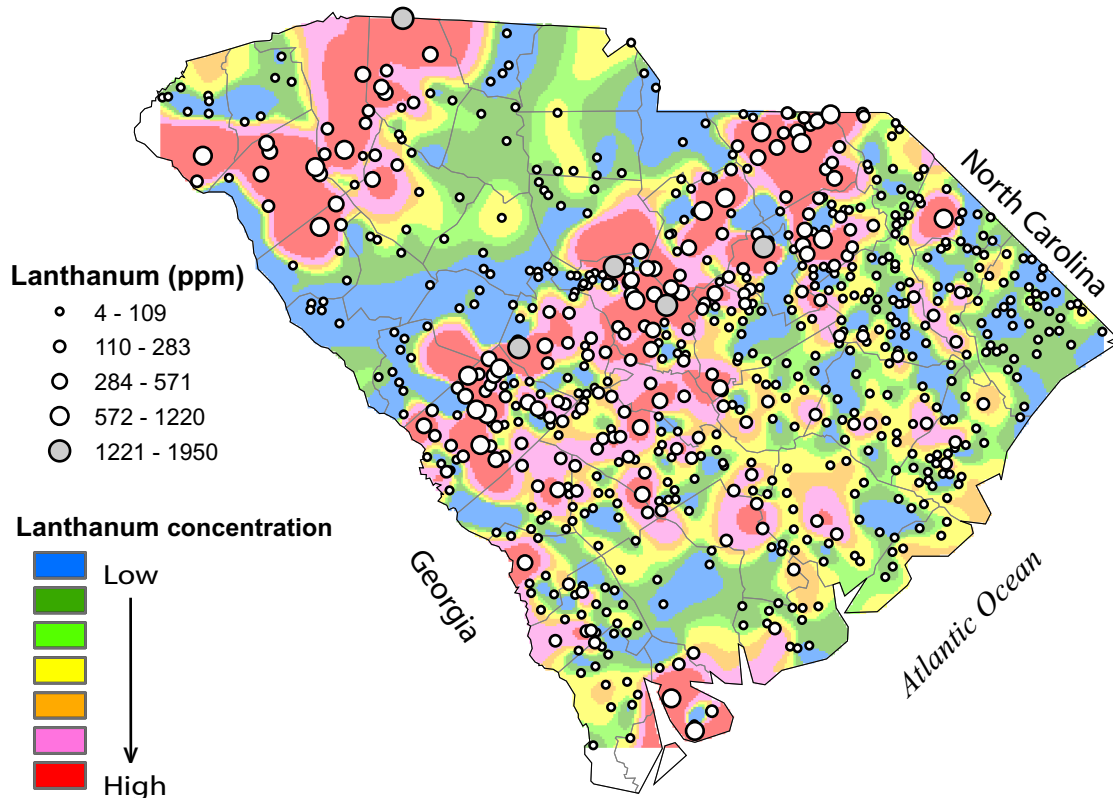 Lanthanum (ppm)
4 - 109
110 - 283
284 - 571
572 - 1220
1221 - 1950
Lanthanum concentration
Low
High
North Carolina
Georgia
Atlantic Ocean